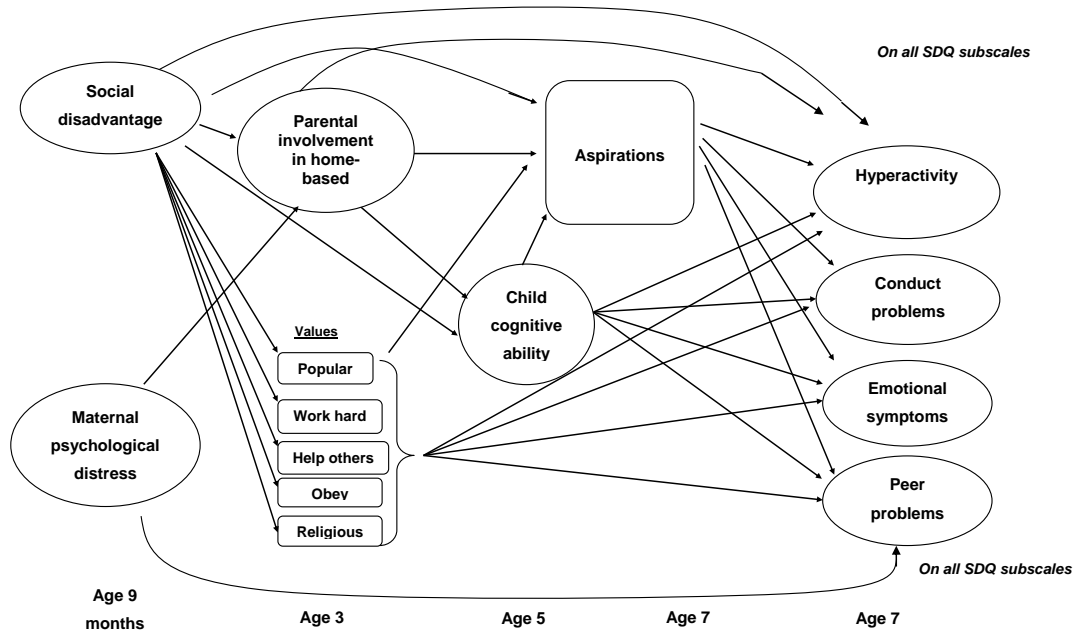 On all SDQ subscales
Social
disadvantage
Parental
involvement
in home-
based
Aspirations
Hyperactivity
Child
cognitive
ability
Conduct
problems
Values
Popular
Work hard
Help others
Obey
Religious
Maternal
psychological
distress
Emotional
symptoms
Peer
problems
On all SDQ subscales
Age 9
months
Age 3
Age 5
Age 7
Age 7